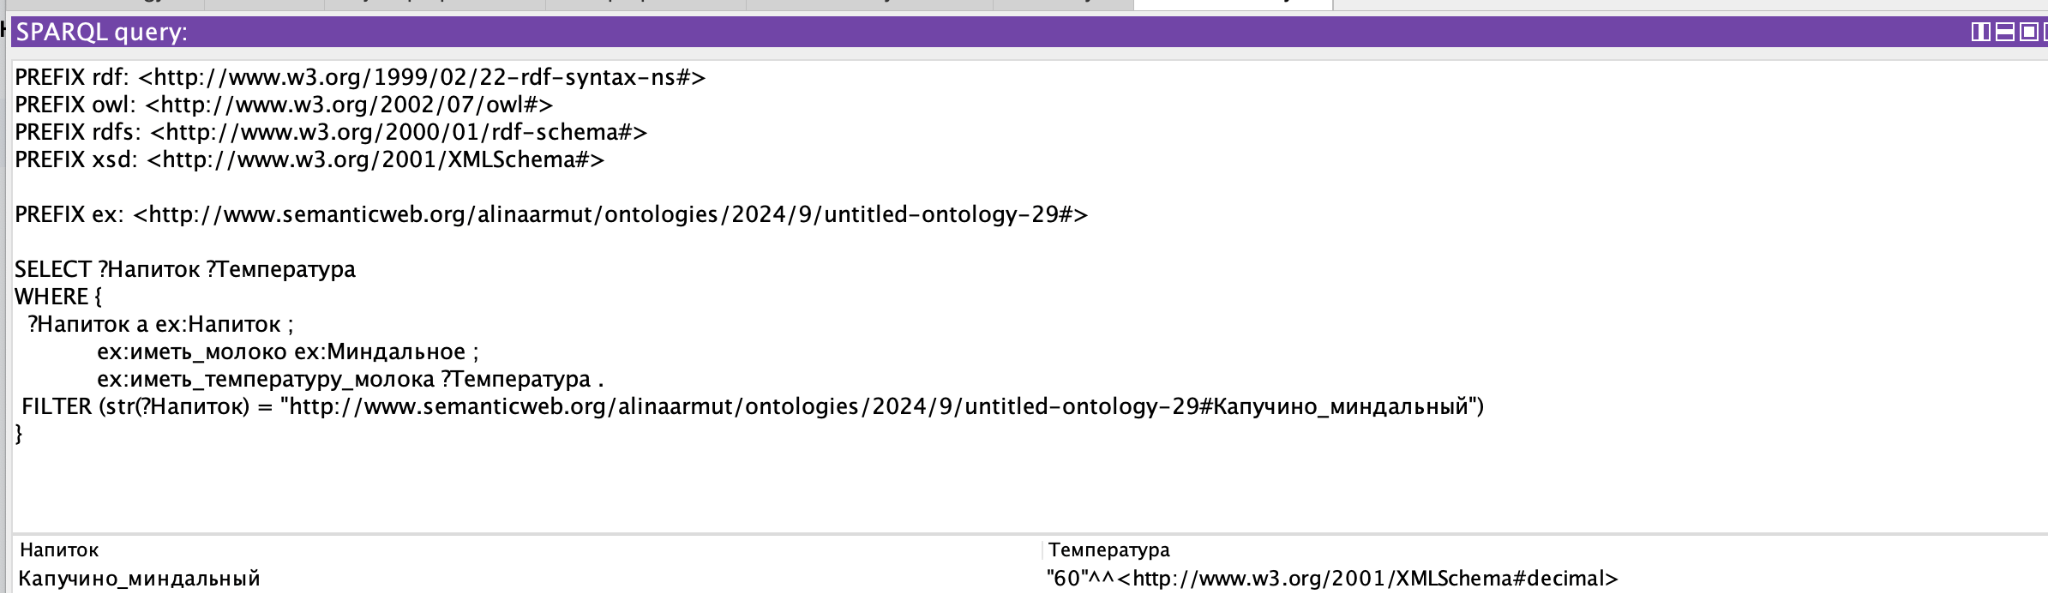 SPARQL query:
PREFIX rdf: <http://www.w3.org/1999/02/22-rdf-syntax-ns#>
PREFIX owl: <http://www.w3.org/2002/07/owl#>
PREFIX rdfs: <http://www.w3.org/2000/01/rdf-schema#>
PREFIX xsd: <http://www.w3.org/2001/XMLSchema#>
PREFIX ex: <http://www.semanticweb.org/alinaarmut/ontologies/2024/9/untitled-ontology-29#>
SELECT ?Напиток ?Температура
WHERE {
?Напиток a ex:Напиток ;
ex:иметь_молоко ex:Миндальное ;
ex:иметь_температуру_молока ?Температура .
FILTER (str(?Напиток) = "http://www.semanticweb.org/alinaarmut/ontologies/2024/9/untitled-ontology-29#Капучино_миндальный")
}
Напиток Температура
Капучино_миндальный "60"^^<http://www.w3.org/2001/XMLSchema#decimal>